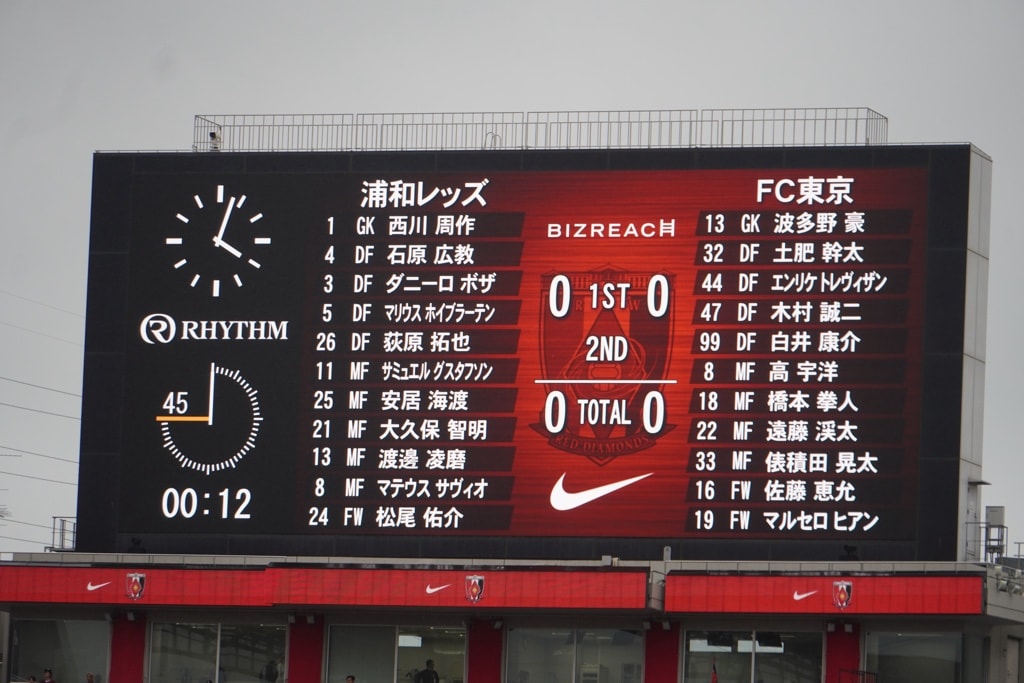 浦和レッズ
1 GK 西川 周作
4 DF 石原 広教
3 DF ダニーロ ボザ
5 DF マリウス ホイブラーテン
26 DF 荻原 拓也
11 MF サミュエル グスタフソン
25 MF 安居 海渡
21 MF 大久保 智明
13 MF 渡邊 凌磨
8 MF マテウス サヴィオ
24 FW 松尾 佑介
RHYTHM
45
00:12
BIZREACH
0 1ST 0
2ND
0 TOTAL 0
RED DIAMONDS
FC東京
13 GK 波多野 豪
32 DF 土肥 幹太
44 DF エンリケ トレヴィザン
47 DF 木村 誠二
99 DF 白井 康介
8 MF 高 宇洋
18 MF 橋本 拳人
22 MF 遠藤 渓太
33 MF 俵積田 晃太
16 FW 佐藤 恵允
19 FW マルセロ ヒアン